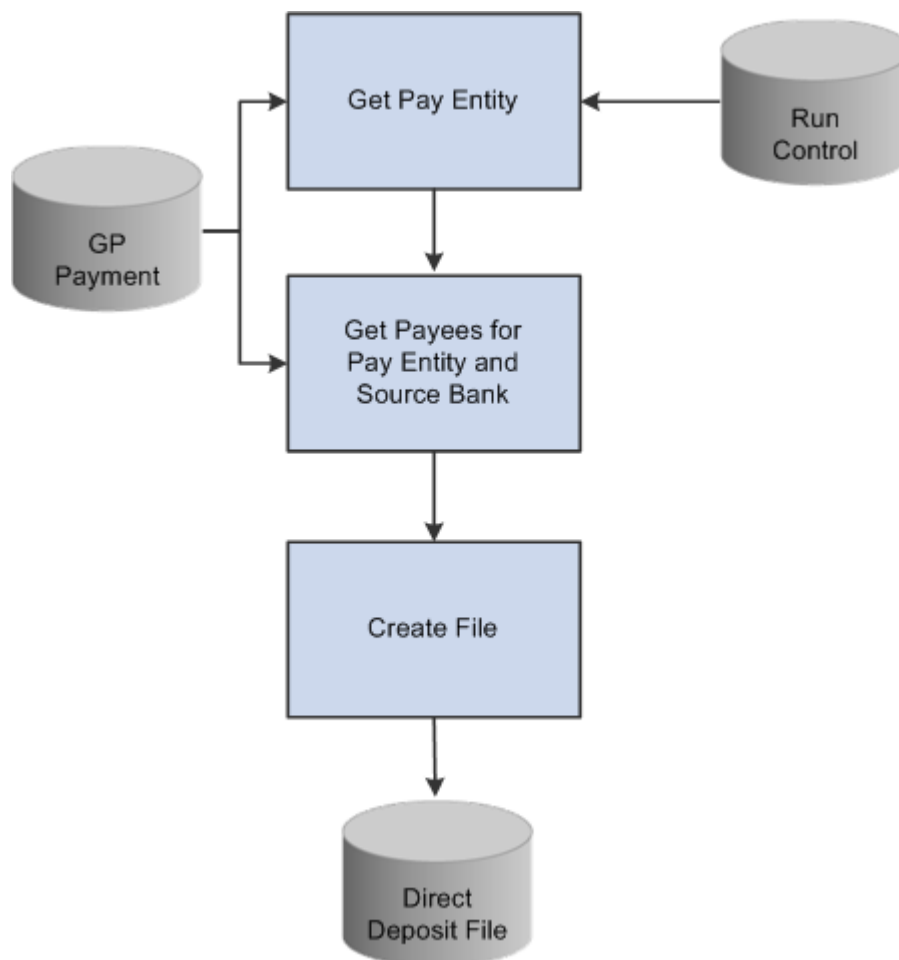 Get Pay Entity
Run
Control
GP
Payment
Get Payees for
Pay Entity and
Source Bank
Create File
Direct
Deposit File